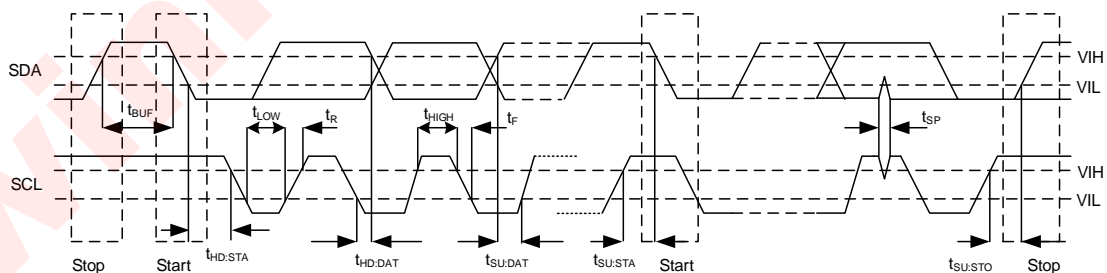 SDA
VIH
VIL
tBUF
tLOW
tR
tHIGH
tF
tSP
SCL
VIH
VIL
tHD:STA
tHD:DAT
tSU:DAT
tSU:STA
tSU:STO
Stop
Start
Start
Stop